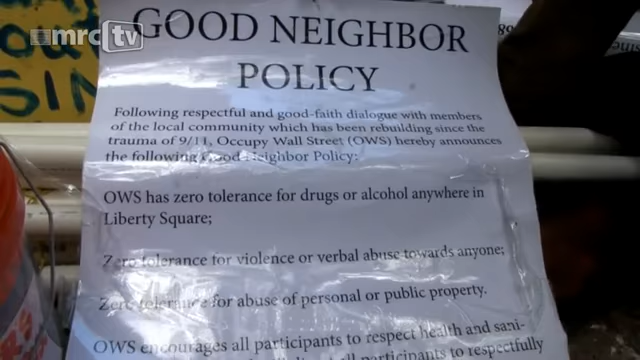 mrc tv
GOOD NEIGHBOR
POLICY
Following respectful and good-faith dialogue with members
of the local community which has been rebuilding since the
trauma of 9/11, Occupy Wall Street (OWS) hereby announces
the following Good Neighbor Policy:
OWS has zero tolerance for drugs or alcohol anywhere in
Liberty Square;
Zero tolerance for violence or verbal abuse towards anyone;
Zero tolerance for abuse of personal or public property.
OWS encourages all participants to respect health and sani-
all participants to respectfully